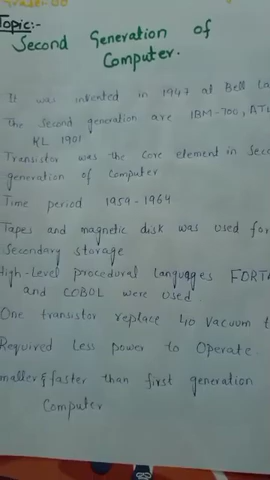 Topic:-
Second Generation of
Computer.
It was invented in 1947 at Bell
The Second generation are IBM-700,
KL 1901
Transistor was the core element in
generation of Computer
Time period 1959-1964
Tapes and magnetic disk was used for
Secondary storage
High-Level procedural languages
and COBOL were used
One transistor replace 40 Vacuum
Required Less power to Operate
smaller & faster than first generation
Computer